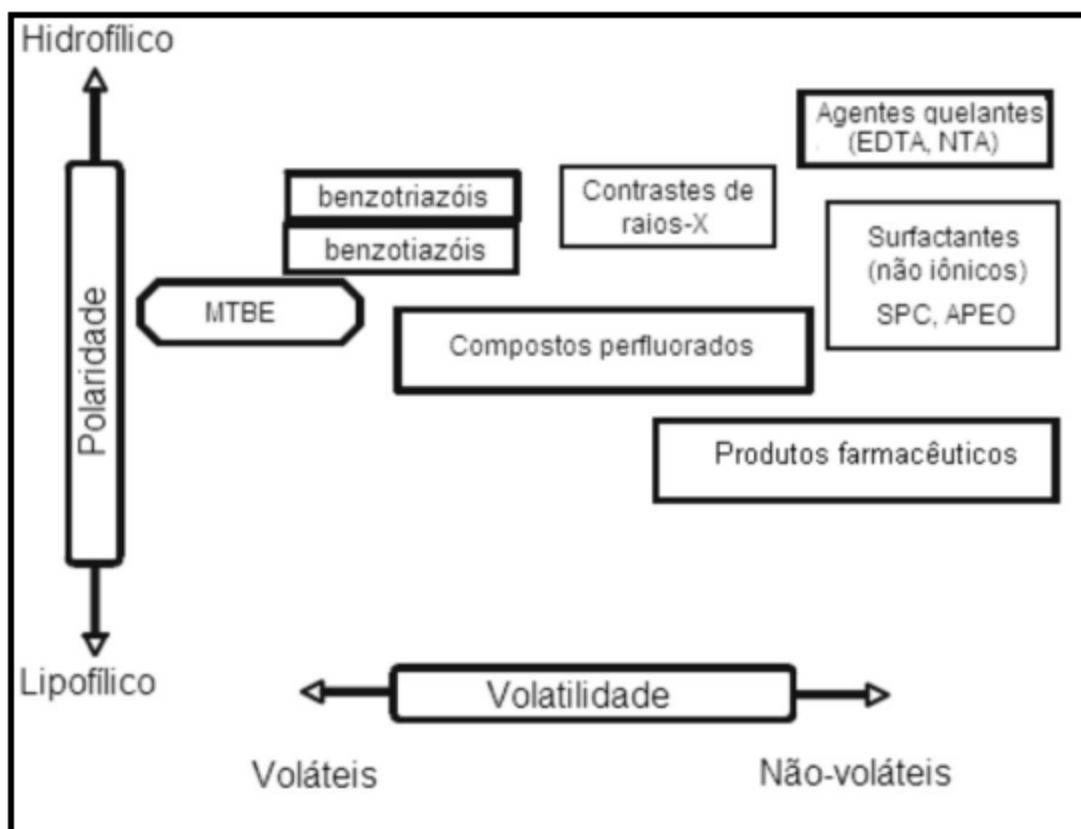 Hidrofílico
Agentes quelantes
(EDTA, NTA)
benzotriazóis
Contrastes de
raios-X
benzotiazóis
Surfactantes
(não iônicos)
SPC, APEO
MTBE
Compostos perfluorados
Polaridade
Produtos farmacêuticos
Lipofílico
Volatilidade
Voláteis
Não-voláteis